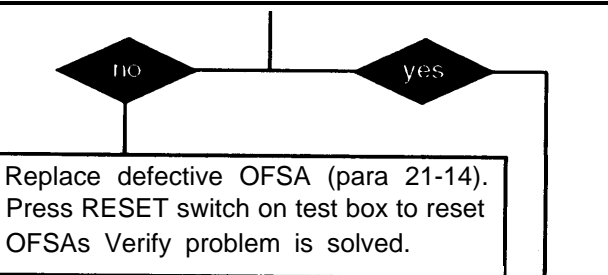 no yes
Replace defective OFSA (para 21-14).
Press RESET switch on test box to reset
OFSAs Verify problem is solved.